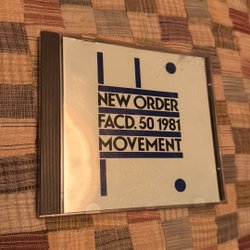 NEW ORDER
FACD. 50 1981
MOVEMENT